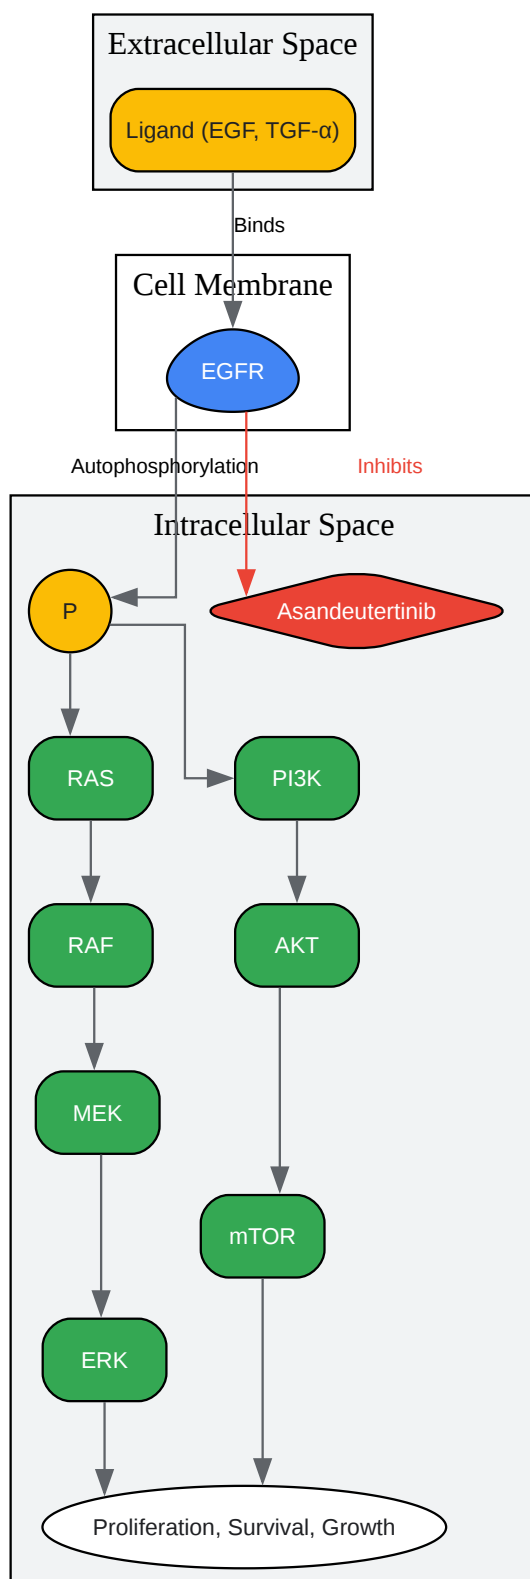 Extracellular Space
Ligand (EGF, TGF-α)
Binds
Cell Membrane
EGFR
Autophosphorylation
Inhibits
Intracellular Space
P
Asandeutertinib
RAS
PI3K
RAF
AKT
MEK
mTOR
ERK
Proliferation, Survival, Growth